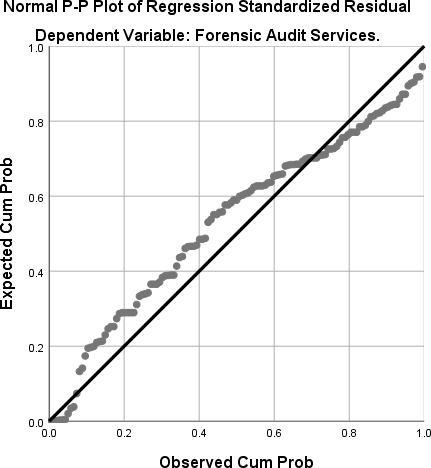 Normal P-P Plot of Regression Standardized Residual
Dependent Variable: Forensic Audit Services.
1.0
0.8
0.6
0.4
0.2
0.0
Expected Cum Prob
0.0 0.2 0.4 0.6 0.8 1.0
Observed Cum Prob